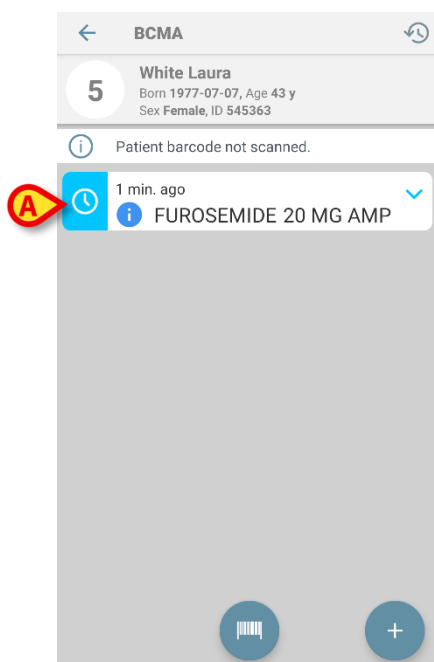 BCMA
5
White Laura
Born 1977-07-07, Age 43 y
Sex Female, ID 545363
Patient barcode not scanned.
A
1 min. ago
FUROSEMIDE 20 MG AMP